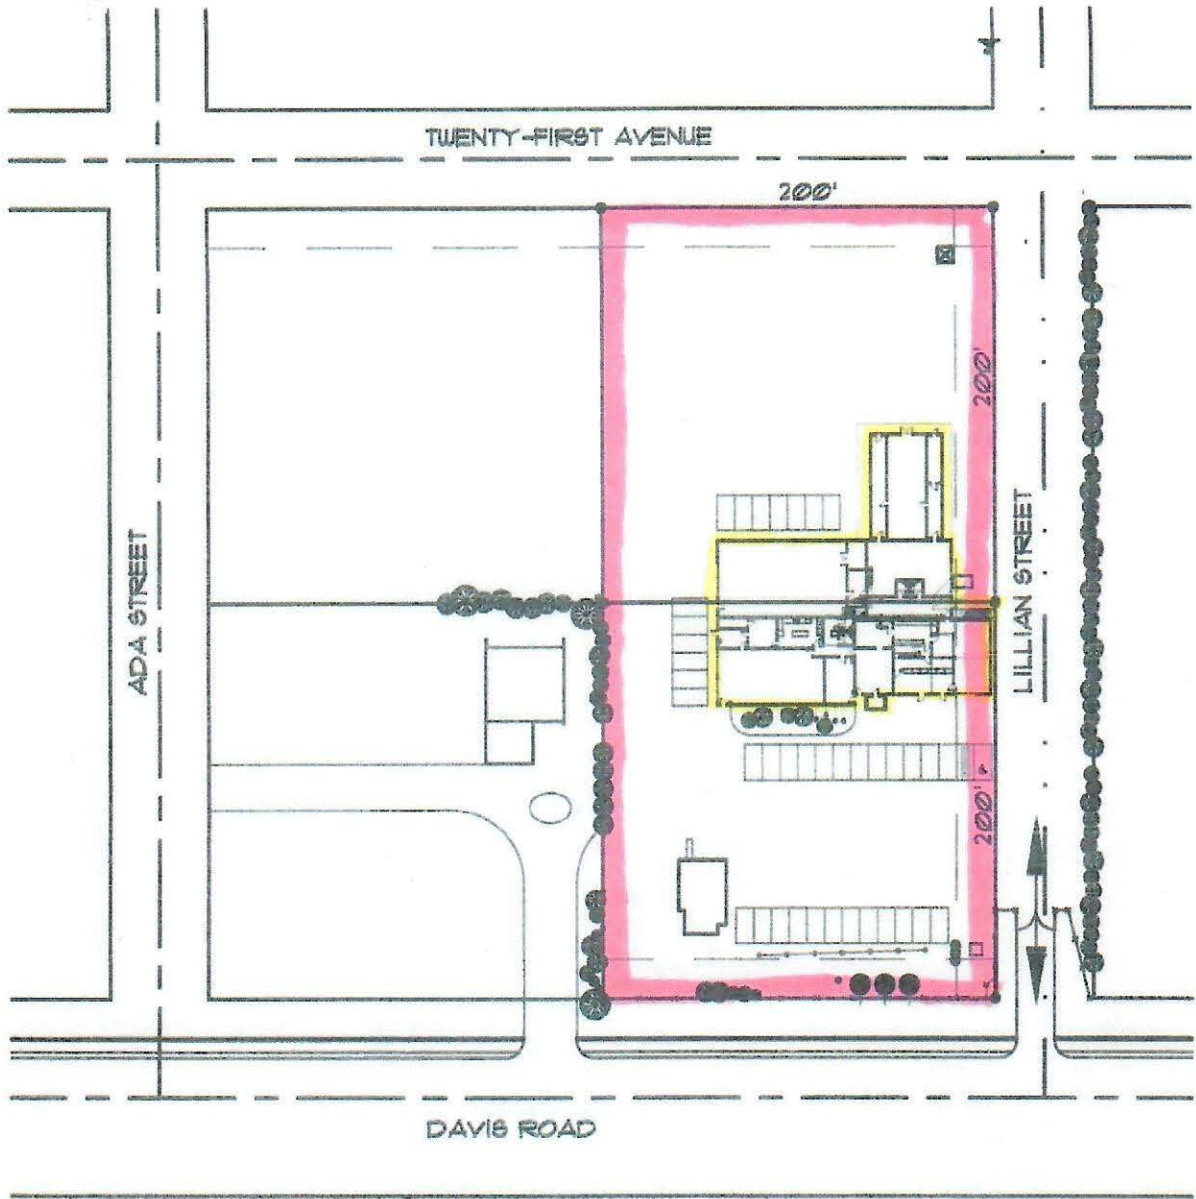 TWENTY-FIRST AVENUE
200'
200'
ADA STREET
LILLIAN STREET
200'
DAVIS ROAD